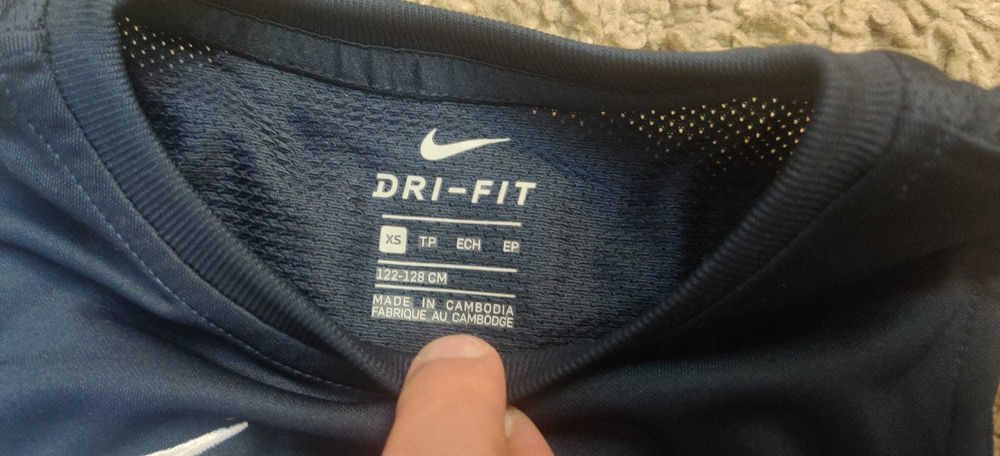 DRI-FIT
XS TP ECH EP
122-128 CM
MADE IN CAMBODIA
FABRIQUE AU CAMBODGE